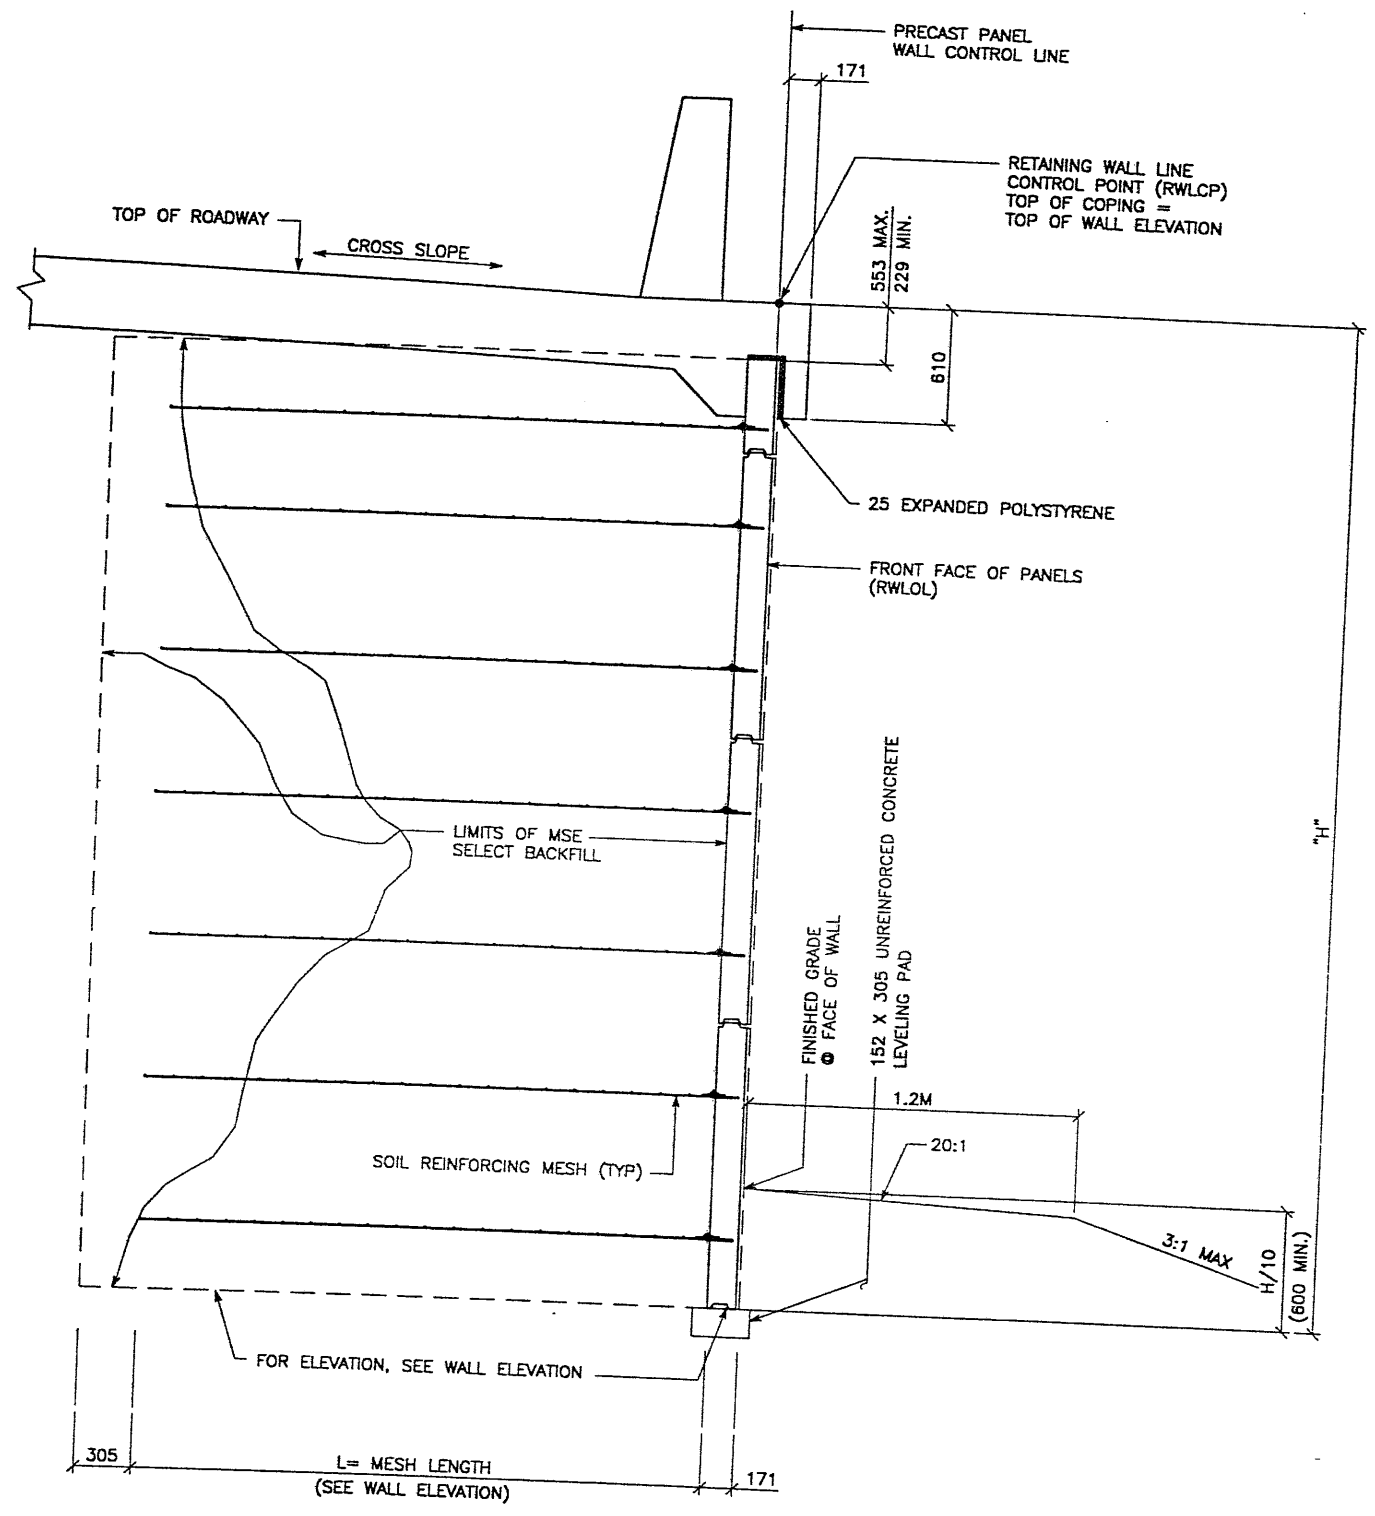 PRECAST PANEL
WALL CONTROL LINE
171
RETAINING WALL LINE
CONTROL POINT (RWLCP)
TOP OF COPING =
TOP OF WALL ELEVATION
TOP OF ROADWAY
CROSS SLOPE
553 MAX.
229 MIN.
610
25 EXPANDED POLYSTYRENE
FRONT FACE OF PANELS
(RWLOL)
"H"
LIMITS OF MSE
SELECT BACKFILL
FINISHED GRADE
@ FACE OF WALL
152 X 305 UNREINFORCED CONCRETE
LEVELING PAD
1.2M
20:1
SOIL REINFORCING MESH (TYP)
3:1 MAX
H/10
(600 MIN.)
FOR ELEVATION, SEE WALL ELEVATION
305
L= MESH LENGTH
(SEE WALL ELEVATION)
171